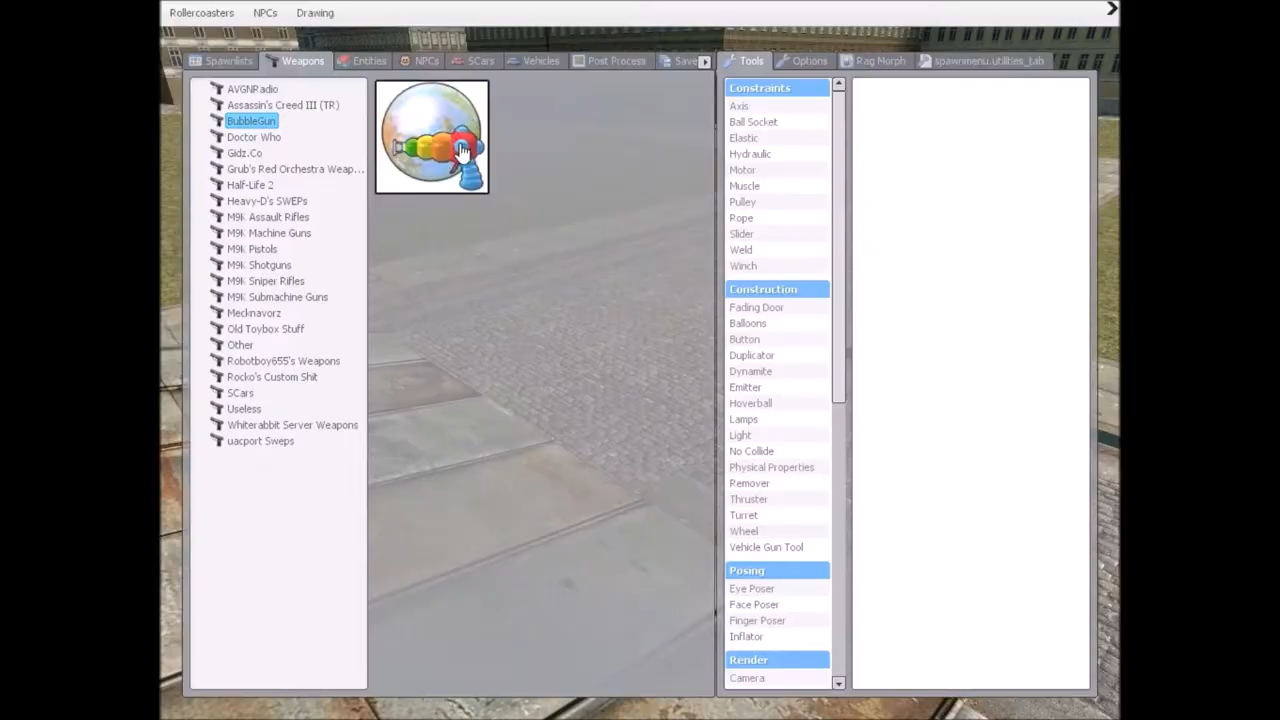 Rollercoasters NPCs Drawing
Spawnlists Weapons Entities NPCs SCars Vehicles Post Process Save
Tools Options Rag Morph spawnmenu.utilities_tab
AVGNRadio
Assassin's Creed III (TR)
BubbleGun
Doctor Who
Gidz.Co
Grub's Red Orchestra Weap...
Half-Life 2
Heavy-D's SWEPs
M9K Assault Rifles
M9K Machine Guns
M9K Pistols
M9K Shotguns
M9K Sniper Rifles
M9K Submachine Guns
Mecknavorz
Old Toybox Stuff
Other
Robotboy655's Weapons
Rocko's Custom Shit
SCars
Useless
Whiterabbit Server Weapons
uacport Sweps
Constraints
Axis
Ball Socket
Elastic
Hydraulic
Motor
Muscle
Pulley
Rope
Slider
Weld
Winch
Construction
Fading Door
Balloons
Button
Duplicator
Dynamite
Emitter
Hoverball
Lamps
Light
No Collide
Physical Properties
Remover
Thruster
Turret
Wheel
Vehicle Gun Tool
Posing
Eye Poser
Face Poser
Finger Poser
Inflator
Render
Camera